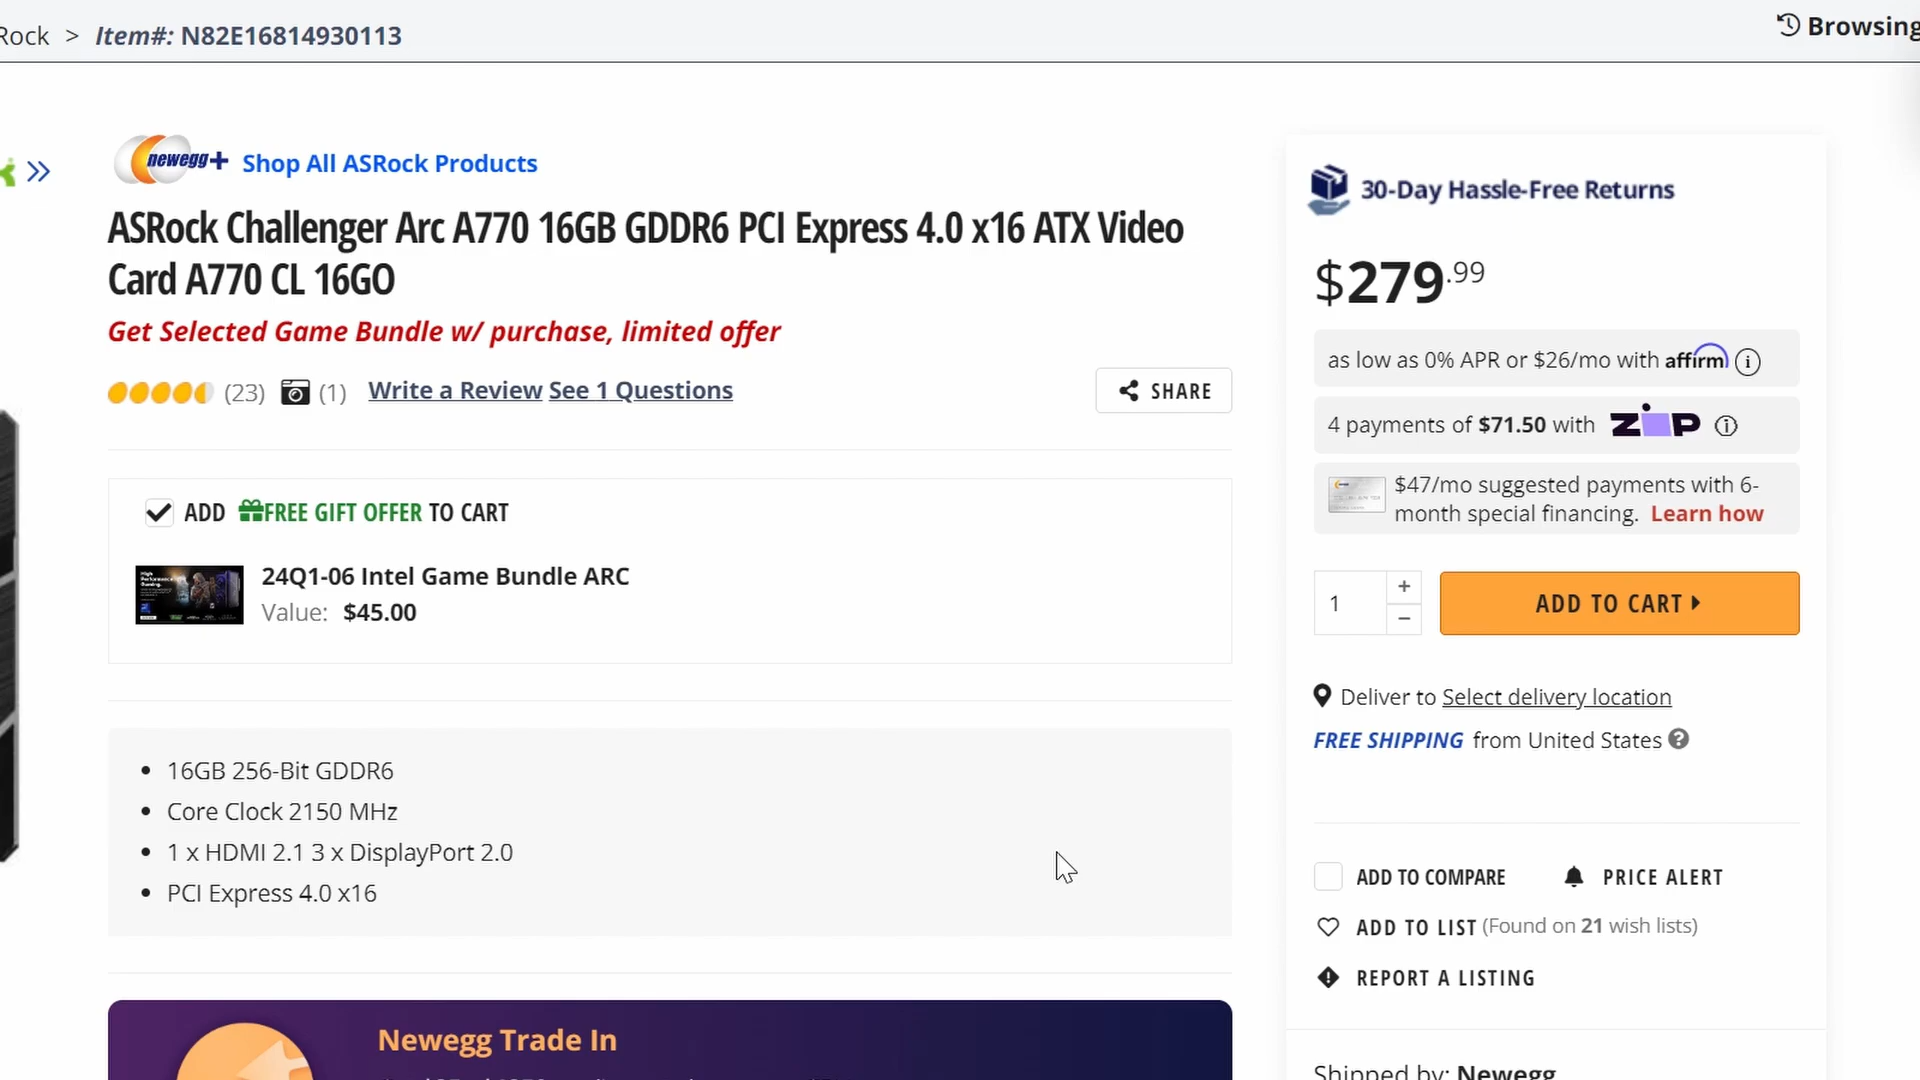 Rock > Item#: N82E16814930113
Browsing
newegg+ Shop All ASRock Products
ASRock Challenger Arc A770 16GB GDDR6 PCI Express 4.0 x16 ATX Video
Card A770 CL 16GO
Get Selected Game Bundle w/ purchase, limited offer
(23) (1) Write a Review See 1 Questions
SHARE
ADD FREE GIFT OFFER TO CART
24Q1-06 Intel Game Bundle ARC
Value: $45.00
• 16GB 256-Bit GDDR6
• Core Clock 2150 MHz
• 1 x HDMI 2.1 3 x DisplayPort 2.0
• PCI Express 4.0 x16
Newegg Trade In
30-Day Hassle-Free Returns
$279.99
as low as 0% APR or $26/mo with affirm
4 payments of $71.50 with ZIP
$47/mo suggested payments with 6-
month special financing. Learn how
1 + −
ADD TO CART
Deliver to Select delivery location
FREE SHIPPING from United States
ADD TO COMPARE
PRICE ALERT
ADD TO LIST (Found on 21 wish lists)
REPORT A LISTING
Shipped by: Newegg